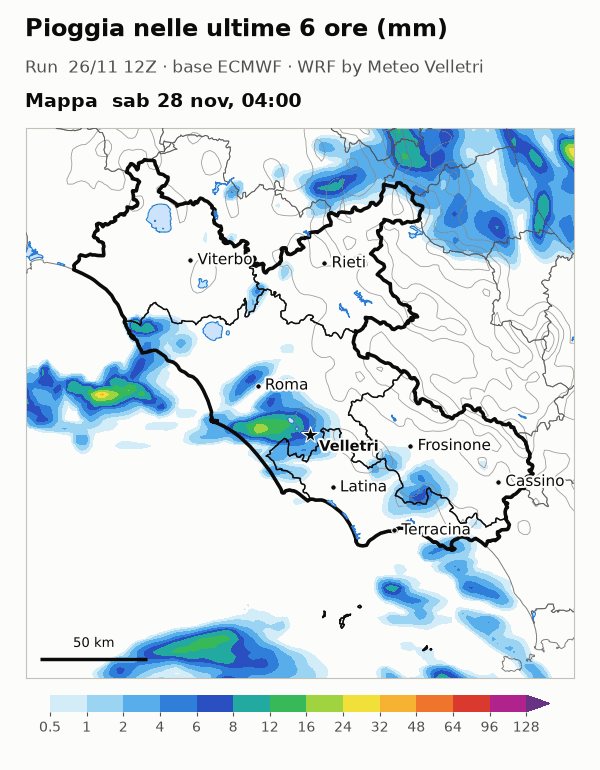 Pioggia nelle ultime 6 ore (mm)
Run 26/11 12Z · base ECMWF · WRF by Meteo Velletri
Mappa sab 28 nov, 04:00
Viterbo
Rieti
Roma
Velletri
Frosinone
Latina
Cassino
Terracina
50 km
0.5 1 2 4 6 8 12 16 24 32 48 64 96 128